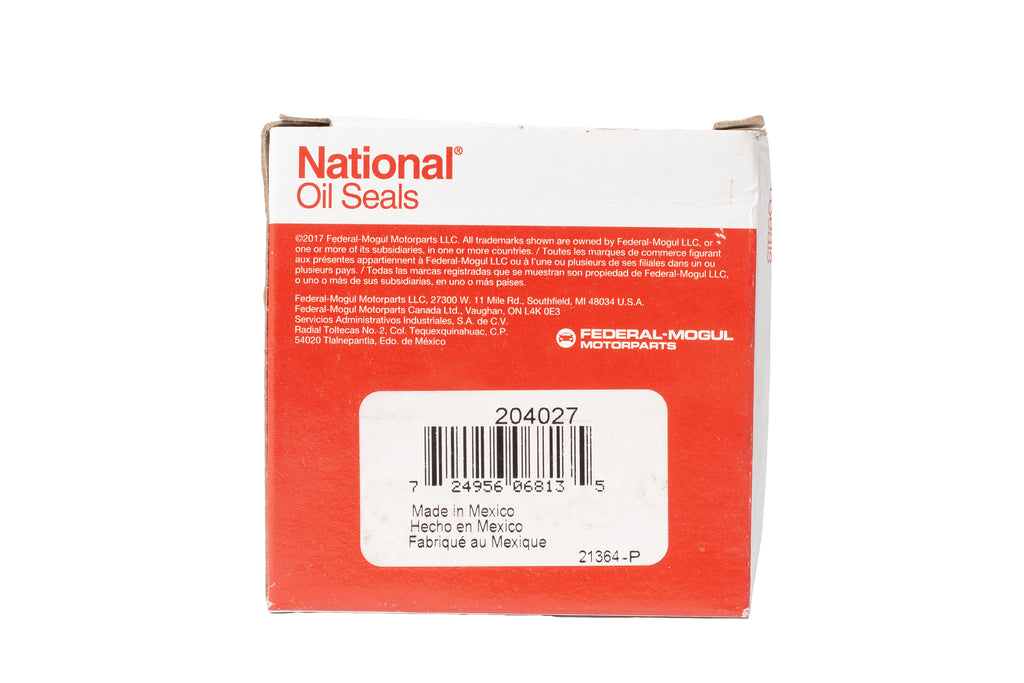 National®
Oil Seals
©2017 Federal-Mogul Motorparts LLC. All trademarks shown are owned by Federal-Mogul LLC, or
one or more of its subsidiaries, in one or more countries. / Toutes les marques de commerce figurant
aux présentes appartiennent à Federal-Mogul LLC ou à l'une ou plusieurs de ses filiales dans un ou
plusieurs pays. / Todas las marcas registradas que se muestran son propiedad de Federal-Mogul LLC,
o uno o más de sus subsidiarias, en uno o más países.
Federal-Mogul Motorparts LLC, 27300 W. 11 Mile Rd., Southfield, MI 48034 U.S.A.
Federal-Mogul Motorparts Canada Ltd., Vaughan, ON L4K 0E3
Servicios Administrativos Industriales, S.A. de C.V.
Radial Toltecas No. 2, Col. Tequexquinahuac, C.P.
54020 Tlalnepantla, Edo. de México
FEDERAL-MOGUL
MOTORPARTS
204027
7 24956 06813 5
Made in Mexico
Hecho en Mexico
Fabriqué au Mexique
21364-P